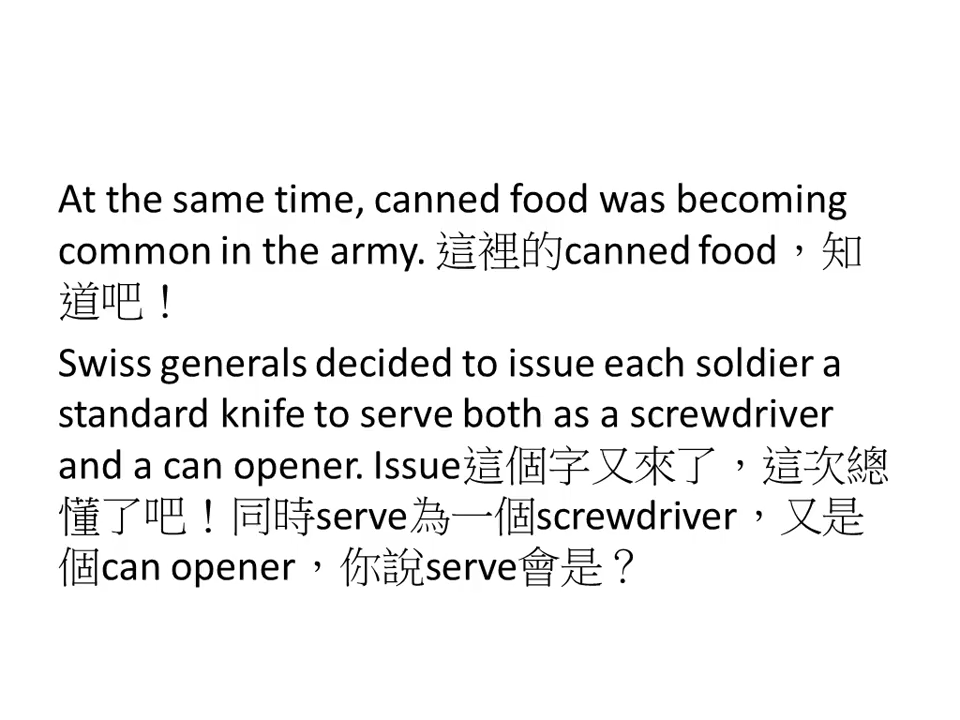 At the same time, canned food was becoming
common in the army. 這裡的canned food，知
道吧！
Swiss generals decided to issue each soldier a
standard knife to serve both as a screwdriver
and a can opener. Issue這個字又來了，這次總
懂了吧！同時serve為一個screwdriver，又是
個can opener，你說serve會是？